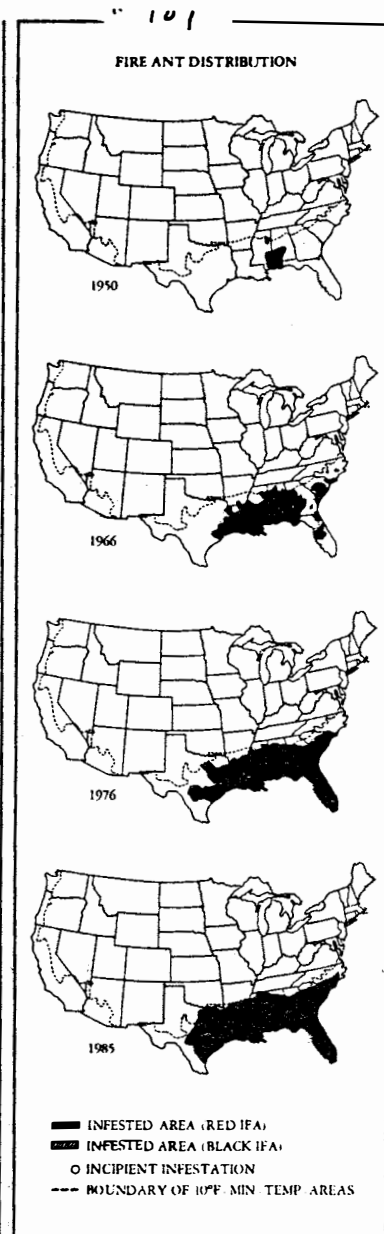 " 101
FIRE ANT DISTRIBUTION
1950
1966
1976
1985
INFESTED AREA (RED IFA)
INFESTED AREA (BLACK IFA)
INCIPIENT INFESTATION
BOUNDARY OF 10°F. MIN. TEMP. AREAS